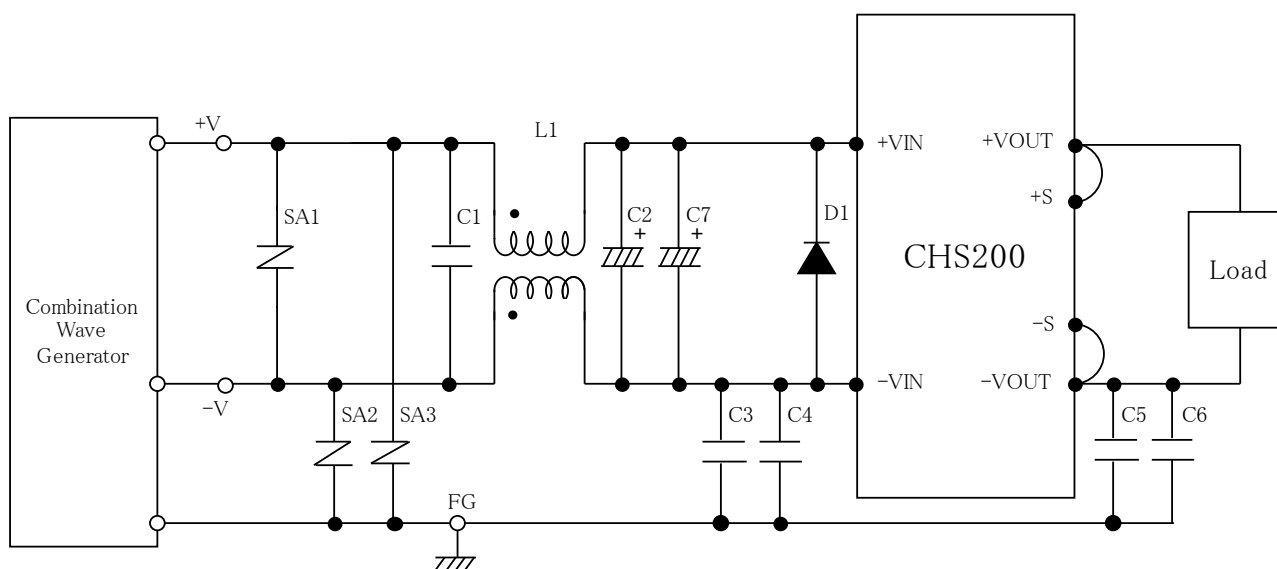 +V
L1
+VIN
+VOUT
+S
SA1
C1
C2
+
C7
+
D1
CHS200
Load
Combination
Wave
Generator
−S
−V
−VIN
−VOUT
SA2
SA3
C3
C4
C5
C6
FG